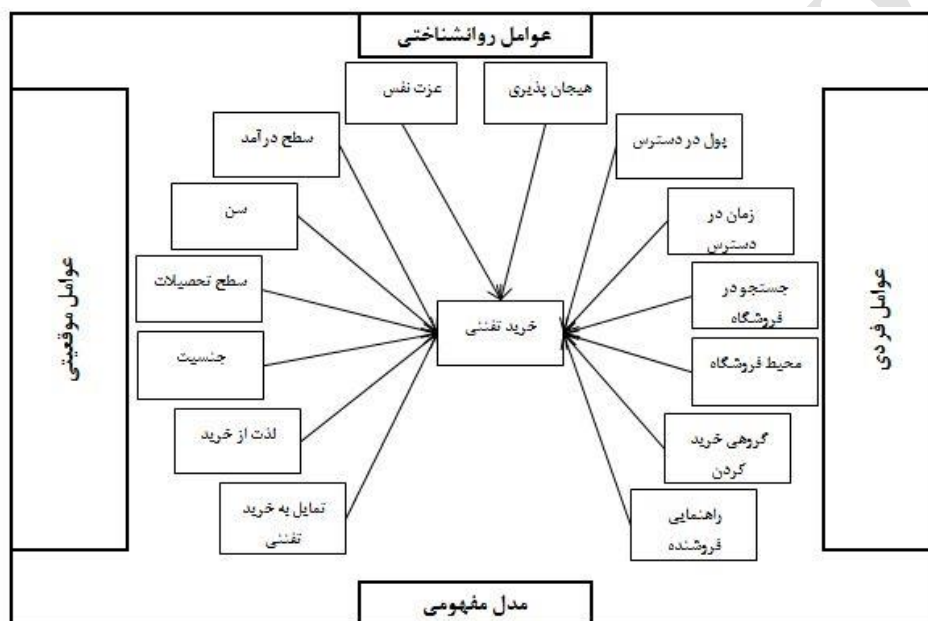 عوامل روانشناختی
هیجان پذیری
عزت نفس
پول در دسترس
سطح درآمد
زمان در
دسترس
سن
جستجو در
فروشگاه
سطح تحصیلات
خرید تفننی
محیط فروشگاه
جنسیت
گروهی خرید
کردن
لذت از خرید
راهنمایی
فروشنده
تمایل به خرید
تفننی
عوامل فردی
عوامل موقعیتی
مدل مفهومی